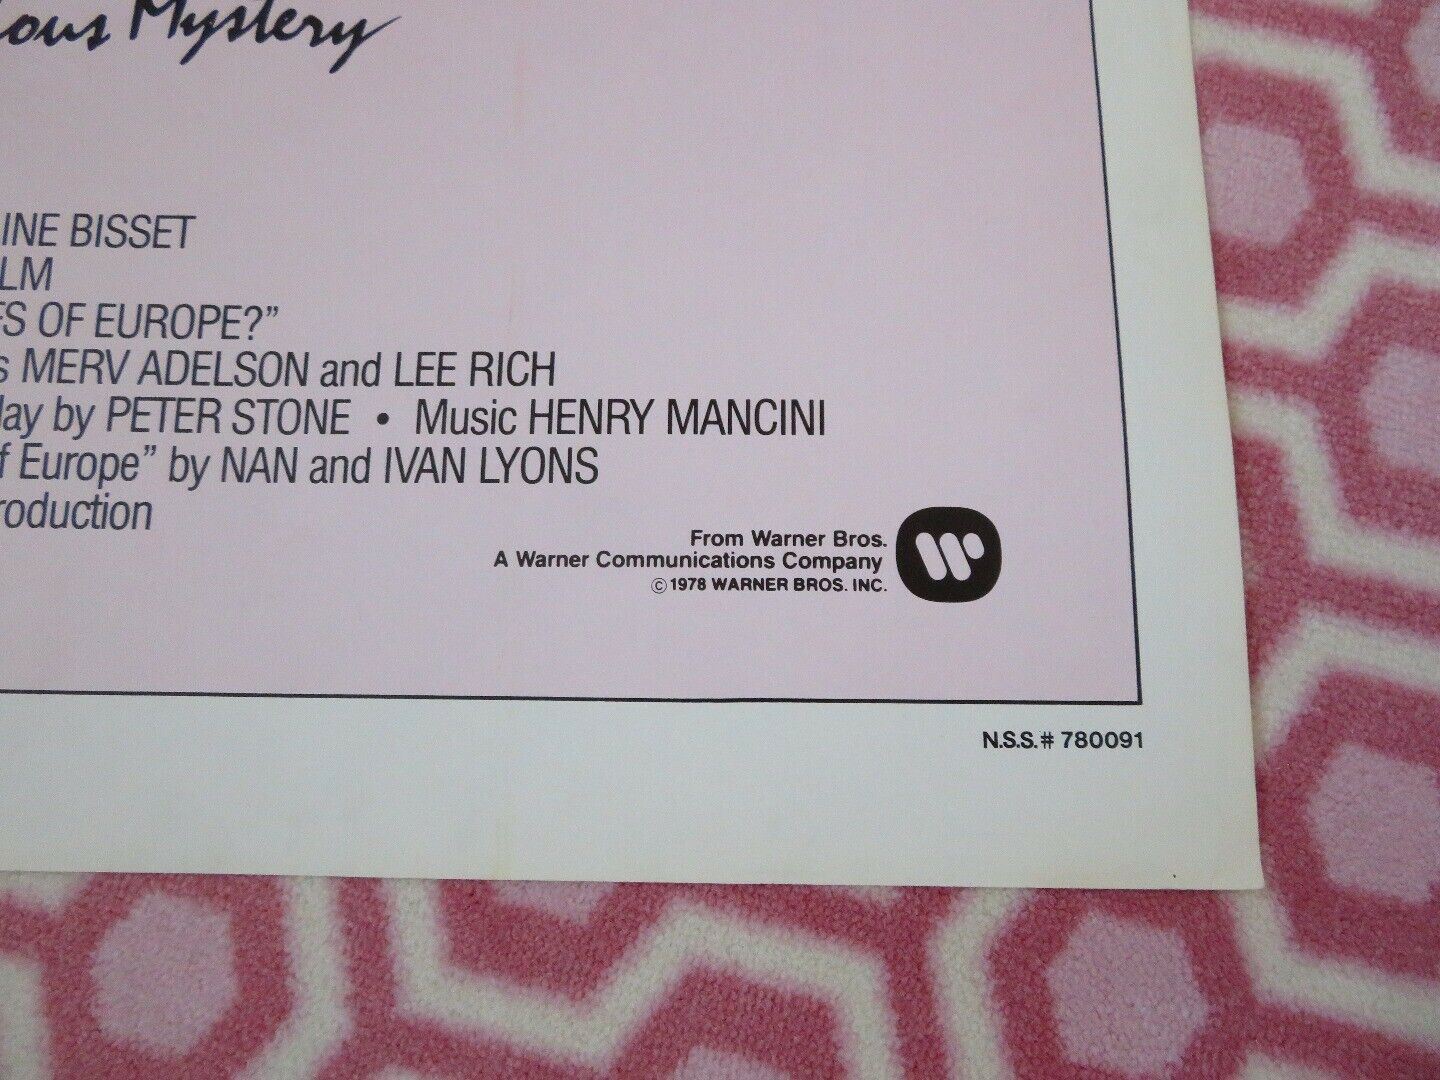 Mystery
INE BISSET
LM
FS OF EUROPE?”
s MERV ADELSON and LEE RICH
lay by PETER STONE • Music HENRY MANCINI
f Europe” by NAN and IVAN LYONS
roduction
From Warner Bros.
A Warner Communications Company
© 1978 WARNER BROS. INC.
N.S.S. # 780091